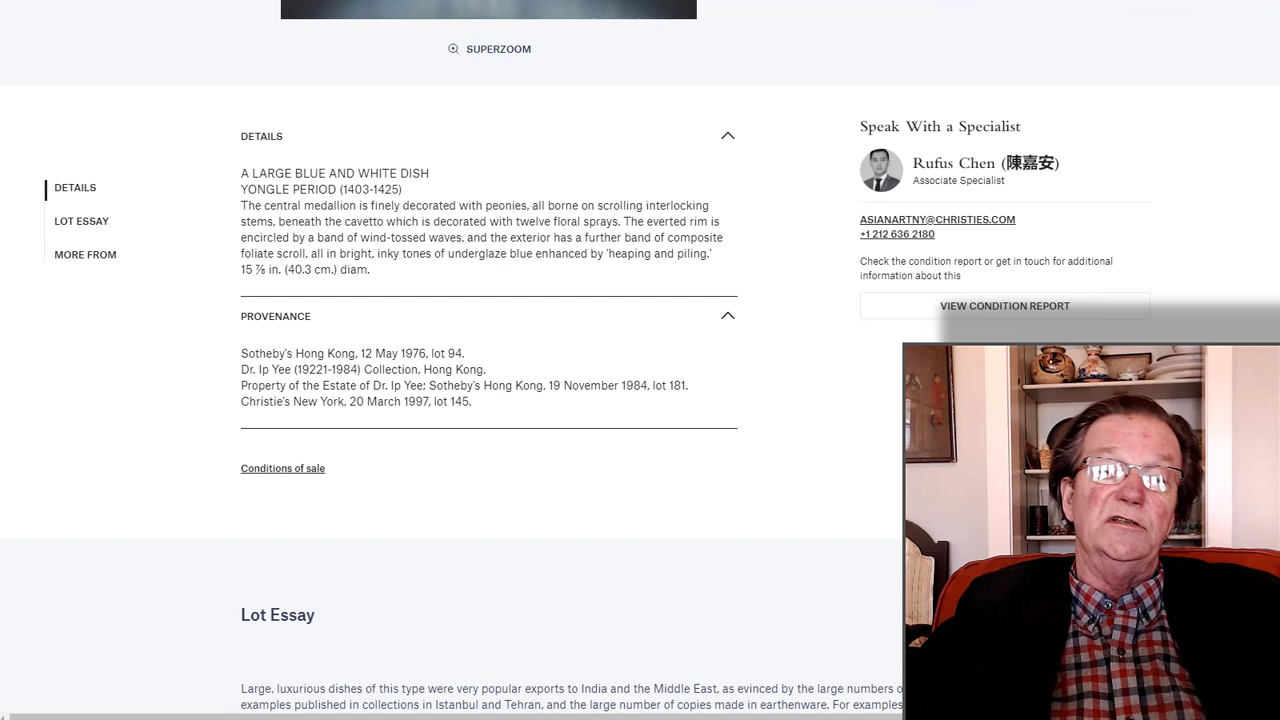 SUPERZOOM
DETAILS
LOT ESSAY
MORE FROM
DETAILS
A LARGE BLUE AND WHITE DISH
YONGLE PERIOD (1403-1425)
The central medallion is finely decorated with peonies, all borne on scrolling interlocking
stems, beneath the cavetto which is decorated with twelve floral sprays. The everted rim is
encircled by a band of wind-tossed waves, and the exterior has a further band of composite
foliate scroll, all in bright, inky tones of underglaze blue enhanced by 'heaping and piling.'
15 ⅞ in. (40.3 cm.) diam.
PROVENANCE
Sotheby's Hong Kong, 12 May 1976, lot 94.
Dr. Ip Yee (19221-1984) Collection, Hong Kong.
Property of the Estate of Dr. Ip Yee; Sotheby's Hong Kong, 19 November 1984, lot 181.
Christie's New York, 20 March 1997, lot 145.
Conditions of sale
Speak With a Specialist
Rufus Chen (陳嘉安)
Associate Specialist
ASIANARTNY@CHRISTIES.COM
+1 212 636 2180
Check the condition report or get in touch for additional
information about this
VIEW CONDITION REPORT
Lot Essay
Large, luxurious dishes of this type were very popular exports to India and the Middle East, as evinced by the large numbers
examples published in collections in Istanbul and Tehran, and the large number of copies made in earthenware. For examples